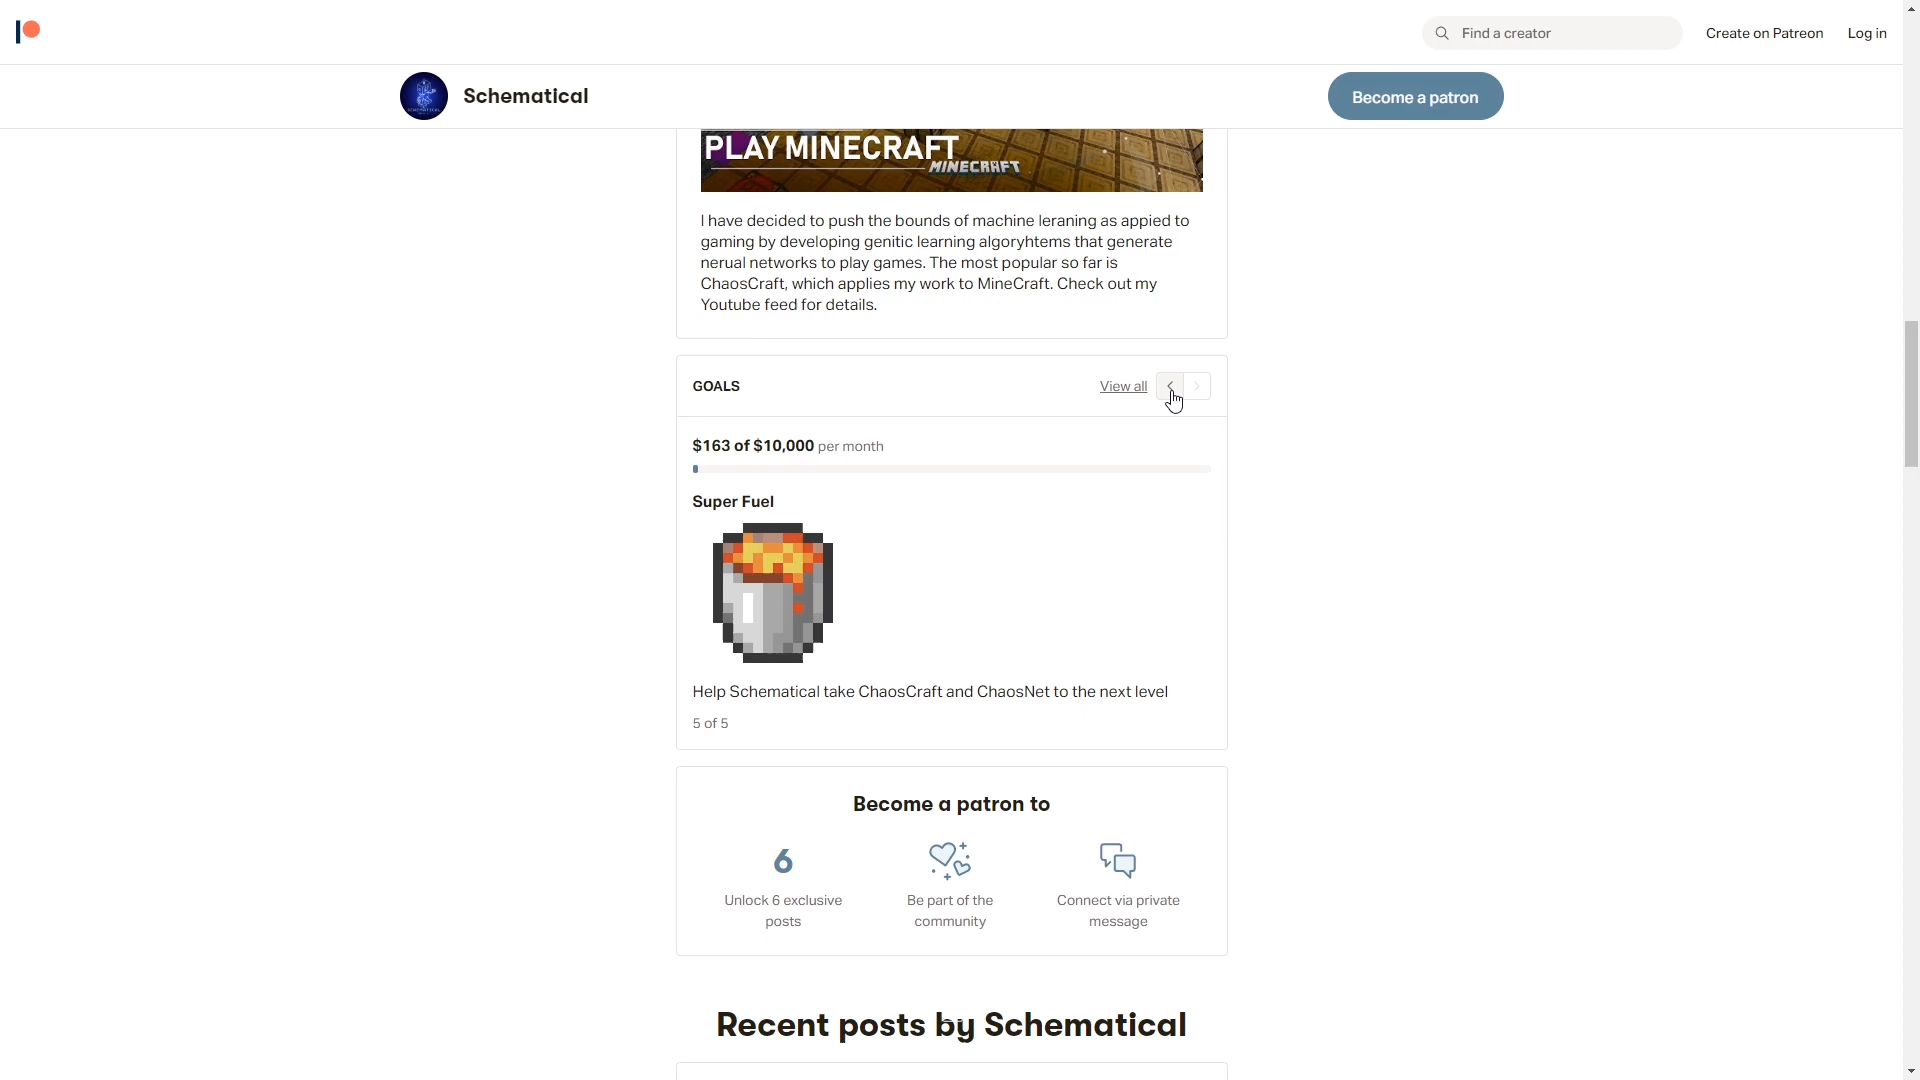 Find a creator
Create on Patreon
Log in
Schematical
Become a patron
PLAY MINECRAFT
MINECRAFT
I have decided to push the bounds of machine leraning as appied to
gaming by developing genitic learning algoryhtems that generate
nerual networks to play games. The most popular so far is
ChaosCraft, which applies my work to MineCraft. Check out my
Youtube feed for details.
GOALS
View all
$163 of $10,000 per month
Super Fuel
Help Schematical take ChaosCraft and ChaosNet to the next level
5 of 5
Become a patron to
6
Unlock 6 exclusive
posts
Be part of the
community
Connect via private
message
Recent posts by Schematical